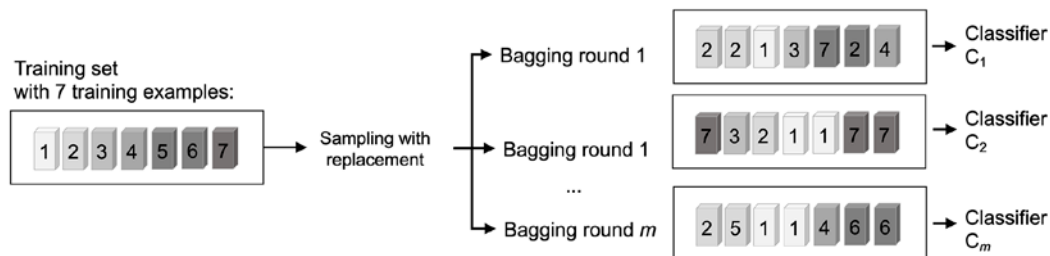 Training set
with 7 training examples:
1 2 3 4 5 6 7
Sampling with
replacement
Bagging round 1
2 2 1 3 7 2 4
Classifier
C1
Bagging round 1
7 3 2 1 1 7 7
Classifier
C2
...
Bagging round m
2 5 1 1 4 6 6
Classifier
Cm